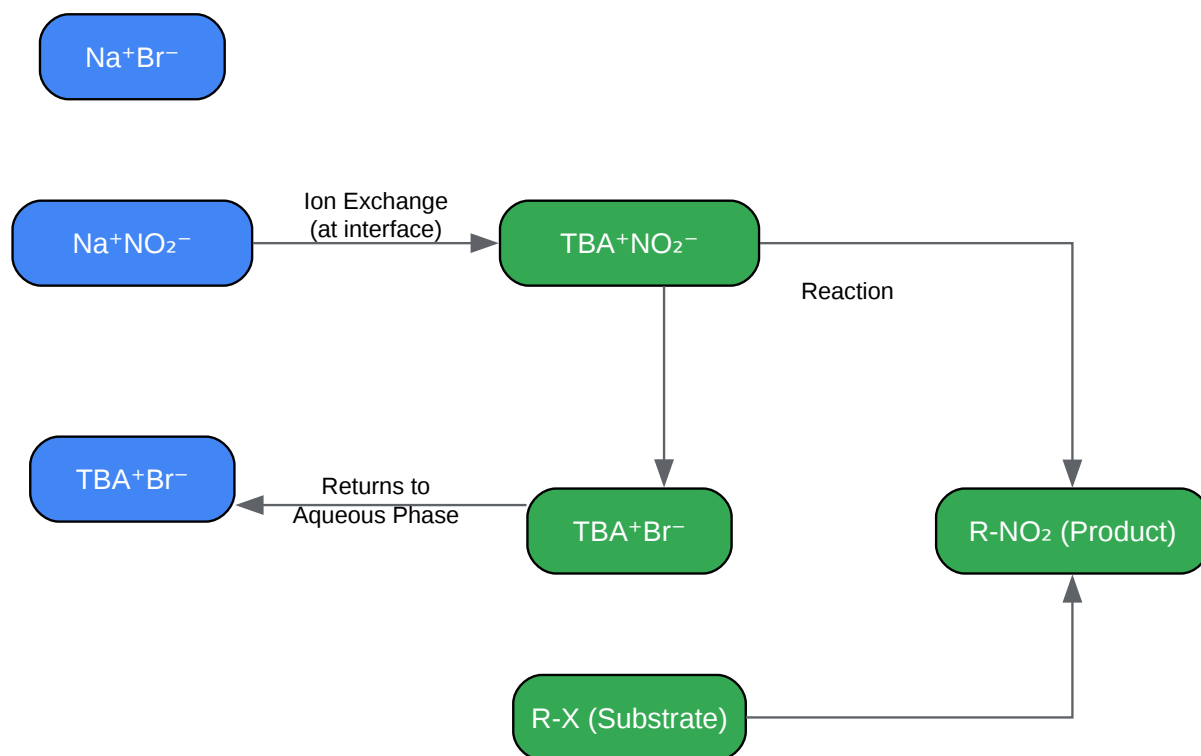 Na⁺Br⁻
Ion Exchange
(at interface)
Na⁺NO₂⁻
TBA⁺NO₂⁻
Reaction
TBA⁺Br⁻
Returns to
Aqueous Phase
TBA⁺Br⁻
R-NO₂ (Product)
R-X (Substrate)